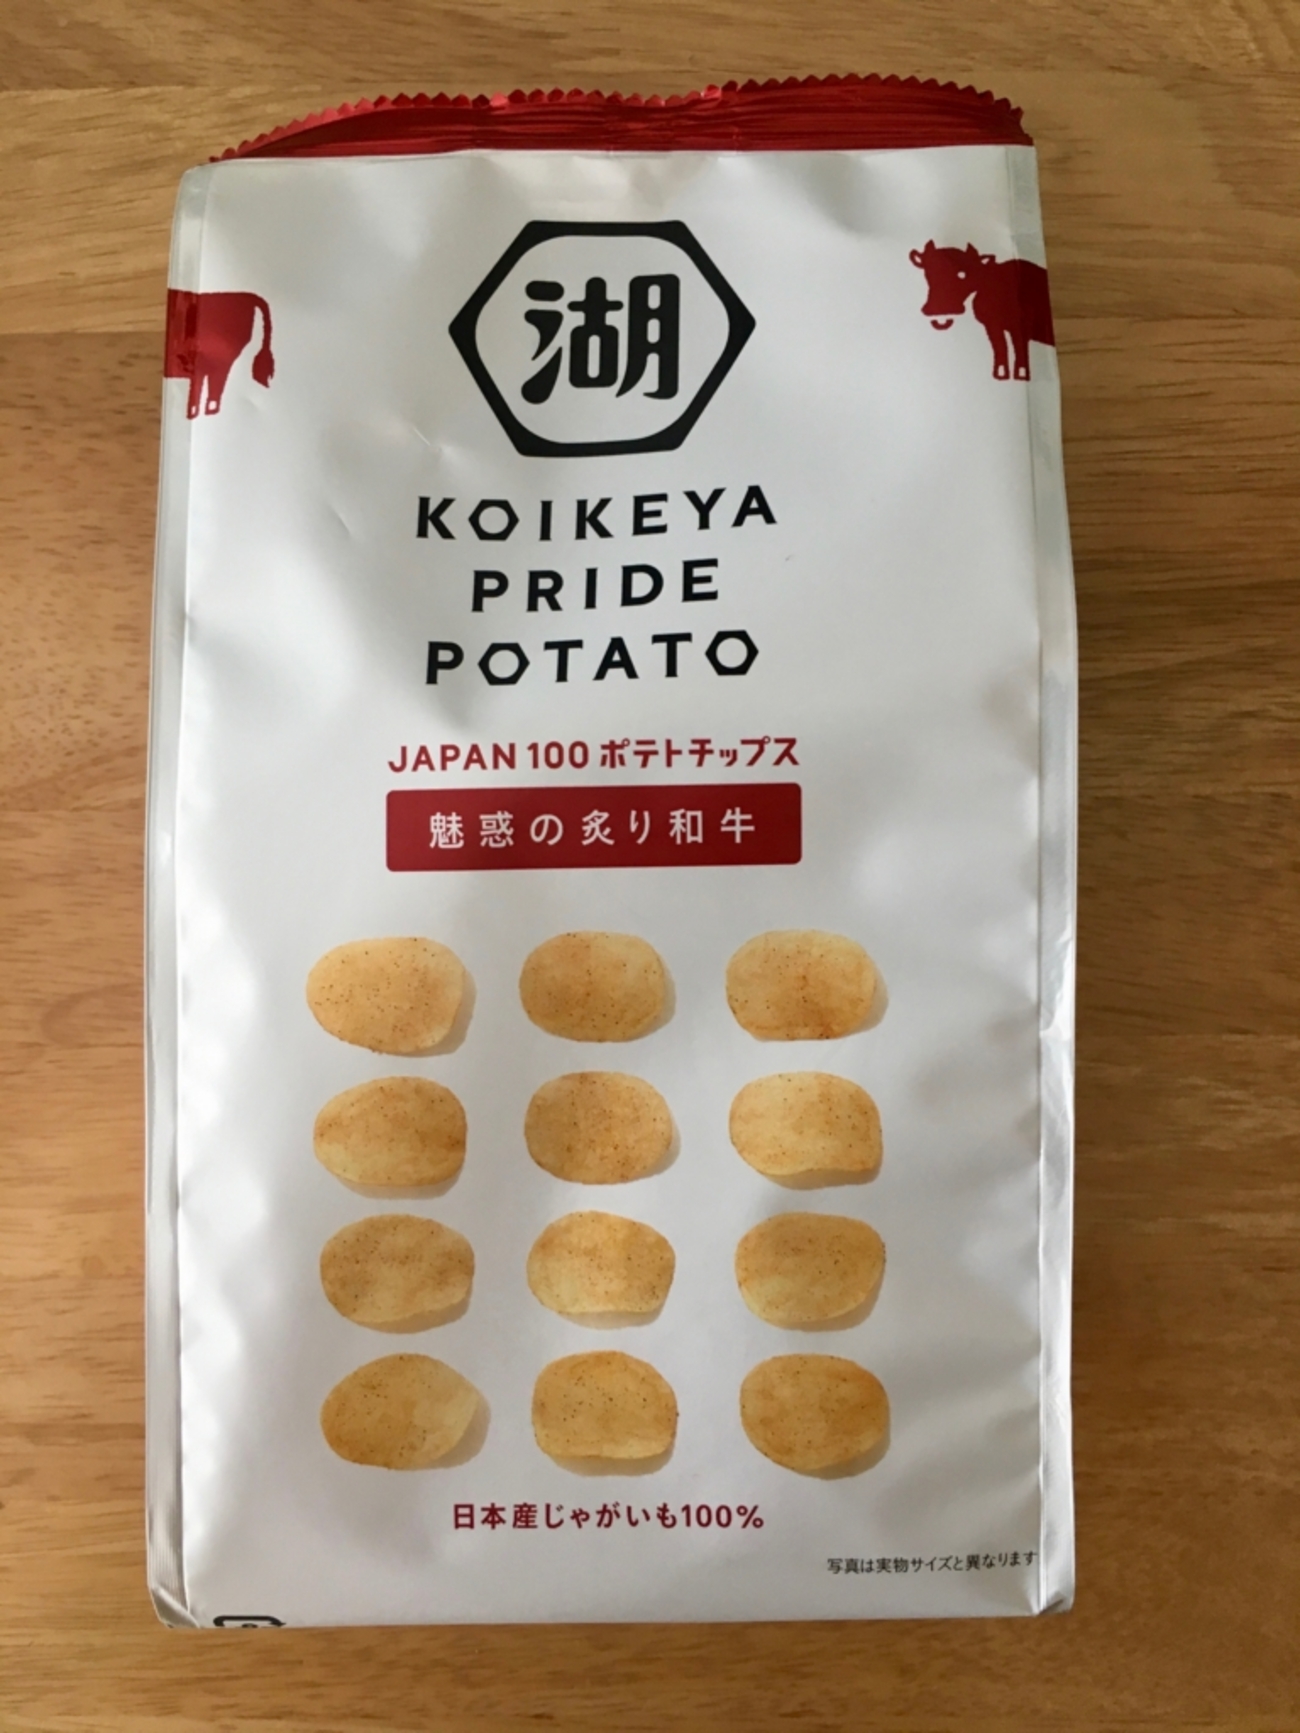 湖
KOIKEYA
PRIDE
POTATO
JAPAN 100 ポテトチップス
魅惑の炙り和牛
日本産じゃがいも100%
写真は実物サイズと異なります